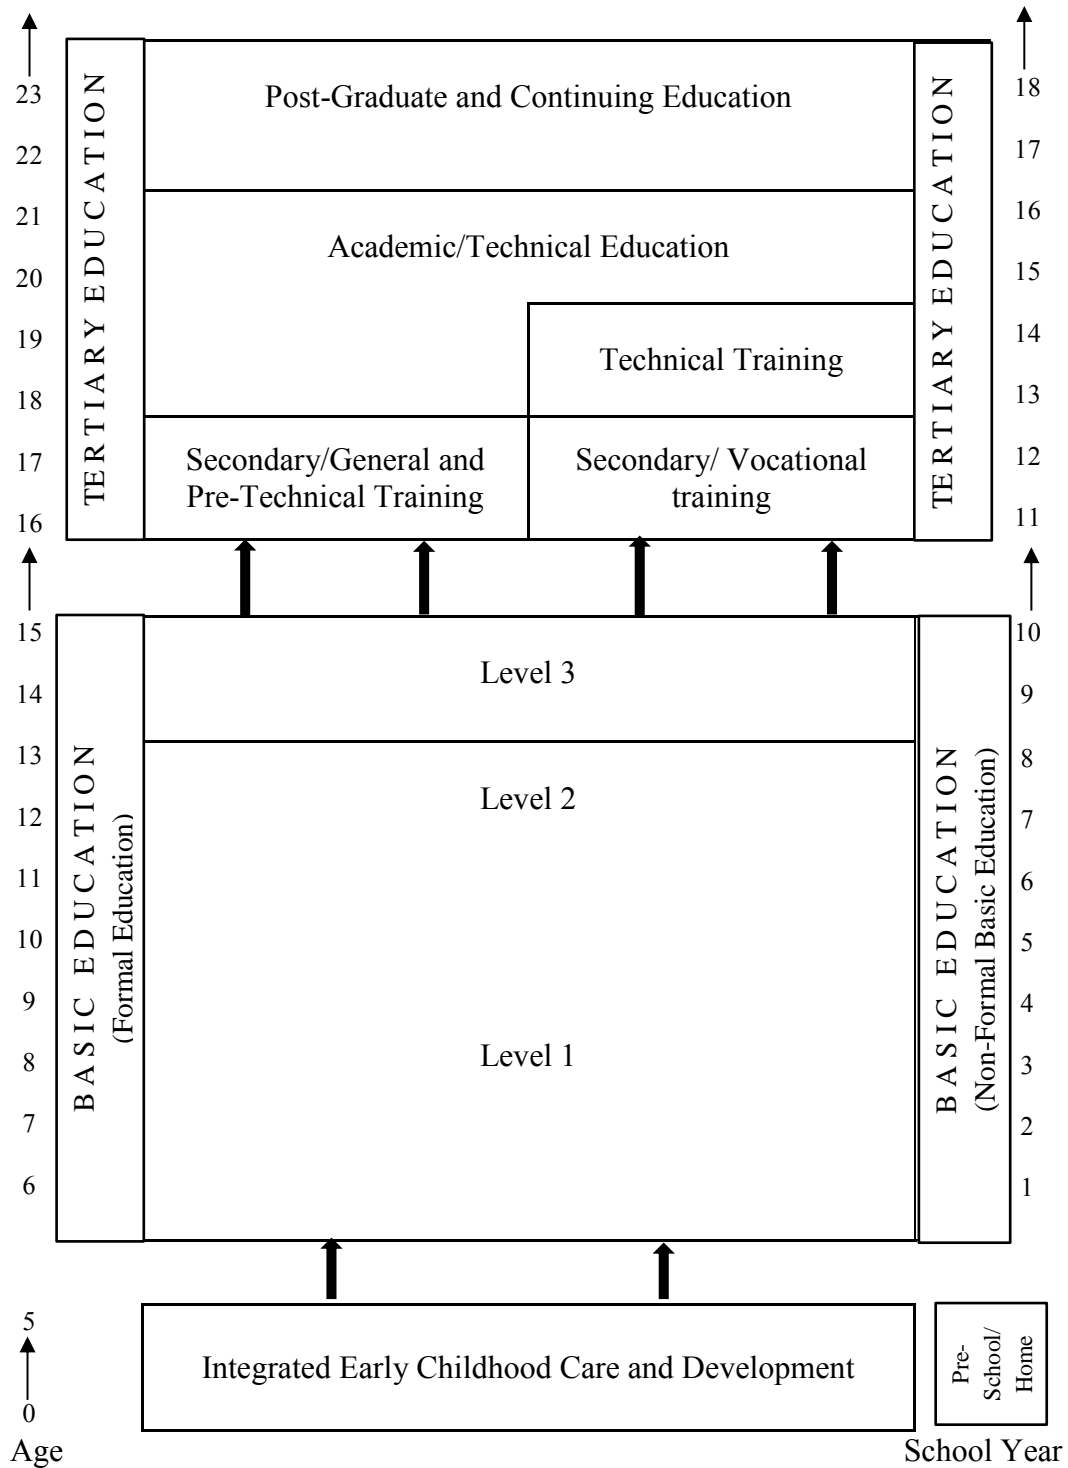 23
22
21
20
19
18
17
16
TERTIARY EDUCATION
Post-Graduate and Continuing Education
Academic/Technical Education
Technical Training
Secondary/General and
Pre-Technical Training
Secondary/ Vocational
training
TERTIARY EDUCATION
18
17
16
15
14
13
12
11
15
14
13
12
11
10
9
8
7
6
BASIC EDUCATION
(Formal Education)
Level 3
Level 2
Level 1
BASIC EDUCATION
(Non-Formal Basic Education)
10
9
8
7
6
5
4
3
2
1
5
0
Integrated Early Childhood Care and Development
Pre-
School/
Home
Age
School Year